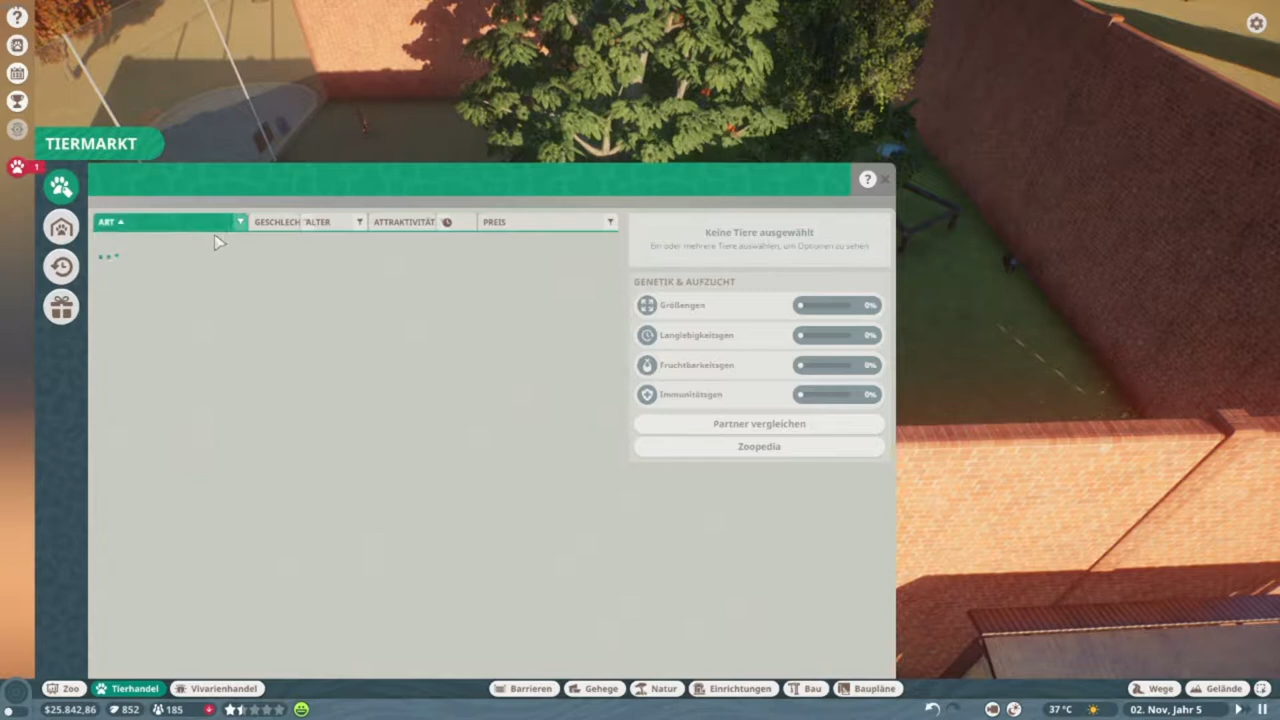 TIERMARKT
1
?
ART
GESCHLECH
ALTER
ATTRAKTIVITÄT
PREIS
Keine Tiere ausgewählt
Ein oder mehrere Tiere auswählen, um Optionen zu sehen
GENETIK & AUFZUCHT
Größengen 0%
Langlebigkeitsgen 0%
Fruchtbarkeitsgen 0%
Immunitätsgen 0%
Partner vergleichen
Zoopedia
Zoo Tierhandel Vivarienhandel Barrieren Gehege Natur Einrichtungen Bau Baupläne Wege Gelände
$25.842,86 852 185 37 °C 02. Nov, Jahr 5